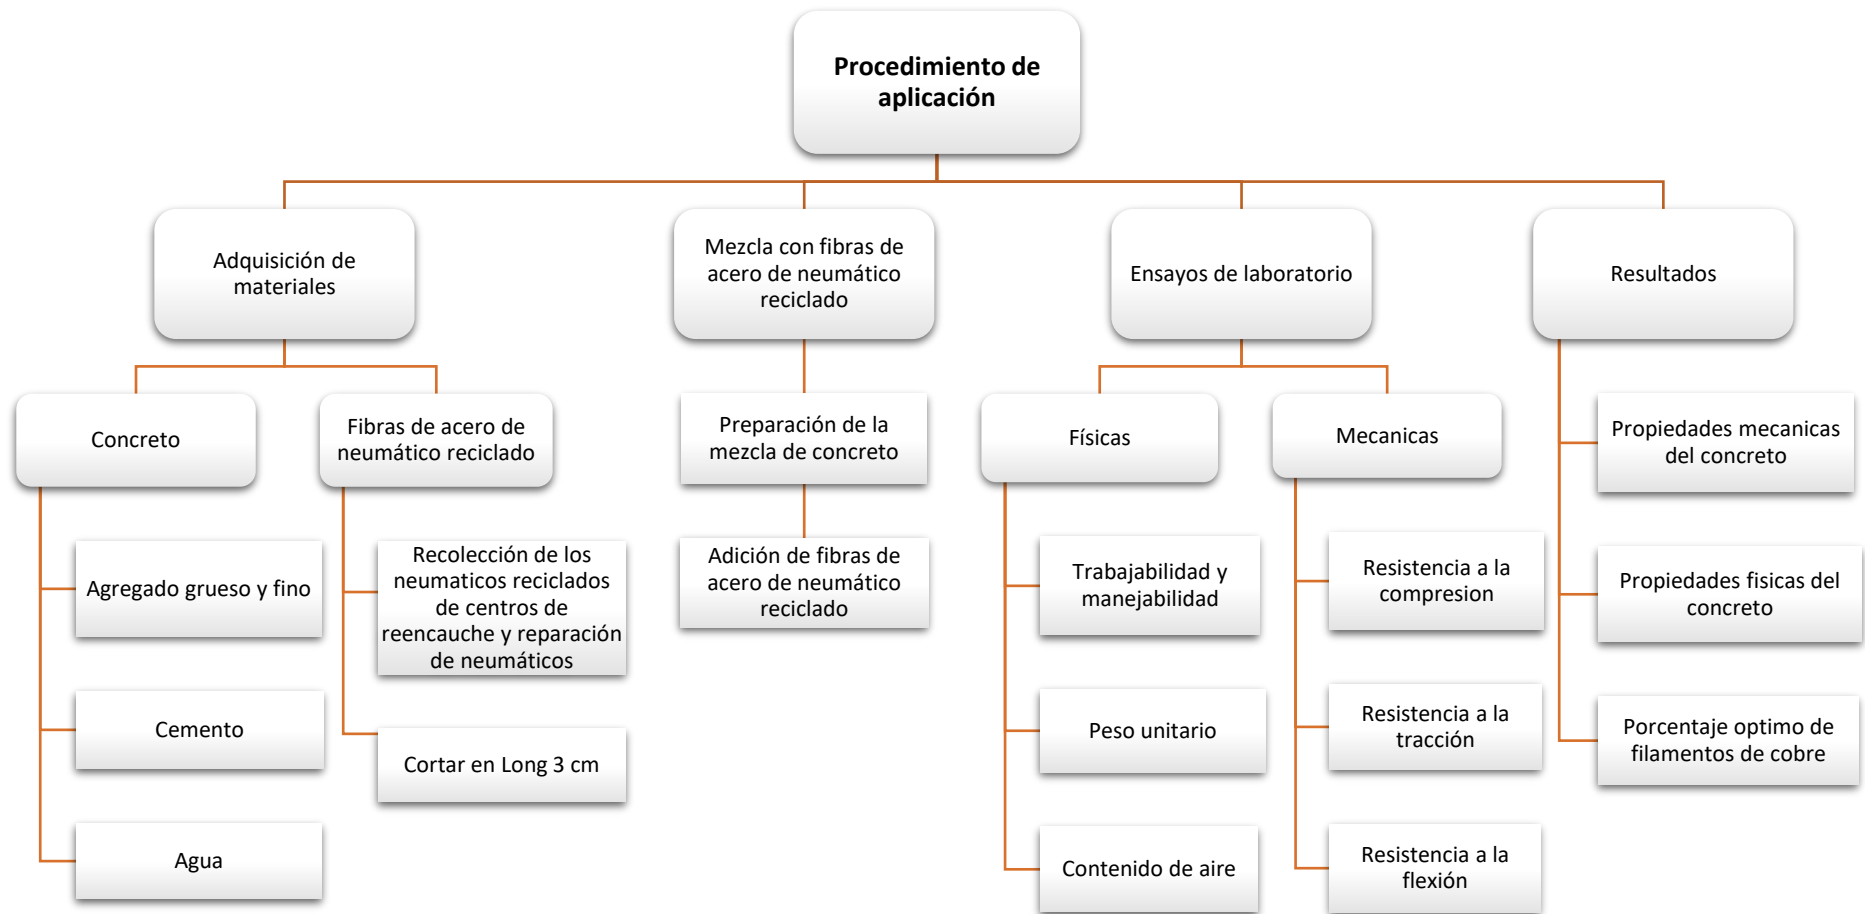 Procedimiento de
aplicación
Adquisición de
materiales
Mezcla con fibras de
acero de neumático
reciclado
Ensayos de laboratorio
Resultados
Concreto
Fibras de acero de
neumático reciclado
Preparación de la
mezcla de concreto
Físicas
Mecanicas
Propiedades mecanicas
del concreto
Agregado grueso y fino
Recolección de los
neumaticos reciclados
de centros de
reencauche y reparación
de neumáticos
Adición de fibras de
acero de neumático
reciclado
Trabajabilidad y
manejabilidad
Resistencia a la
compresion
Propiedades fisicas del
concreto
Cemento
Cortar en Long 3 cm
Peso unitario
Resistencia a la
tracción
Porcentaje optimo de
filamentos de cobre
Agua
Contenido de aire
Resistencia a la
flexión